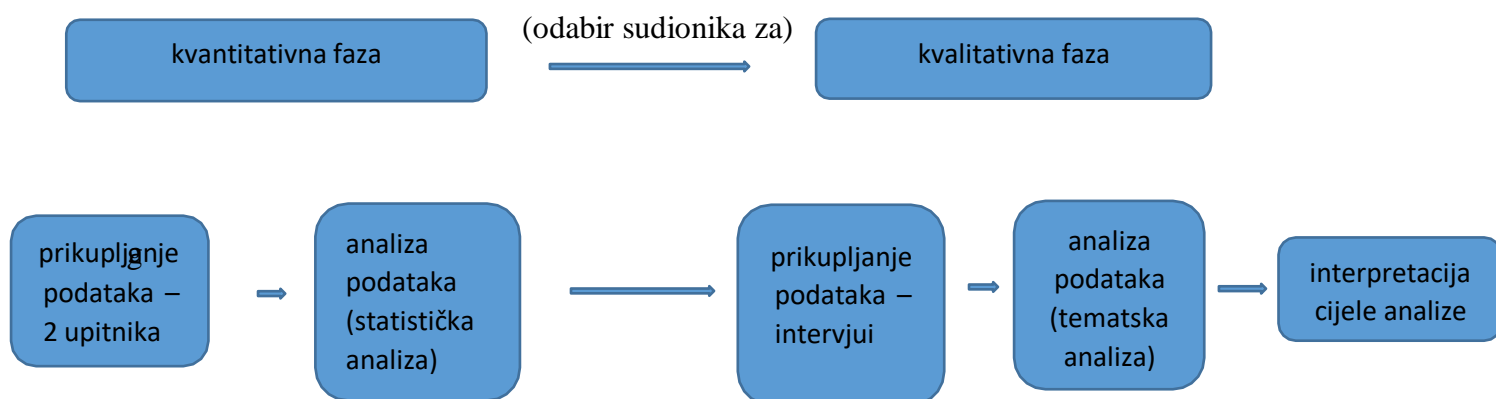 (odabir sudionika za)
kvantitativna faza
kvalitativna faza
prikupljanje
podataka –
2 upitnika
analiza
podataka
(statistička
analiza)
prikupljanje
podataka –
intervjui
analiza
podataka
(tematska
analiza)
interpretacija
cijele analize